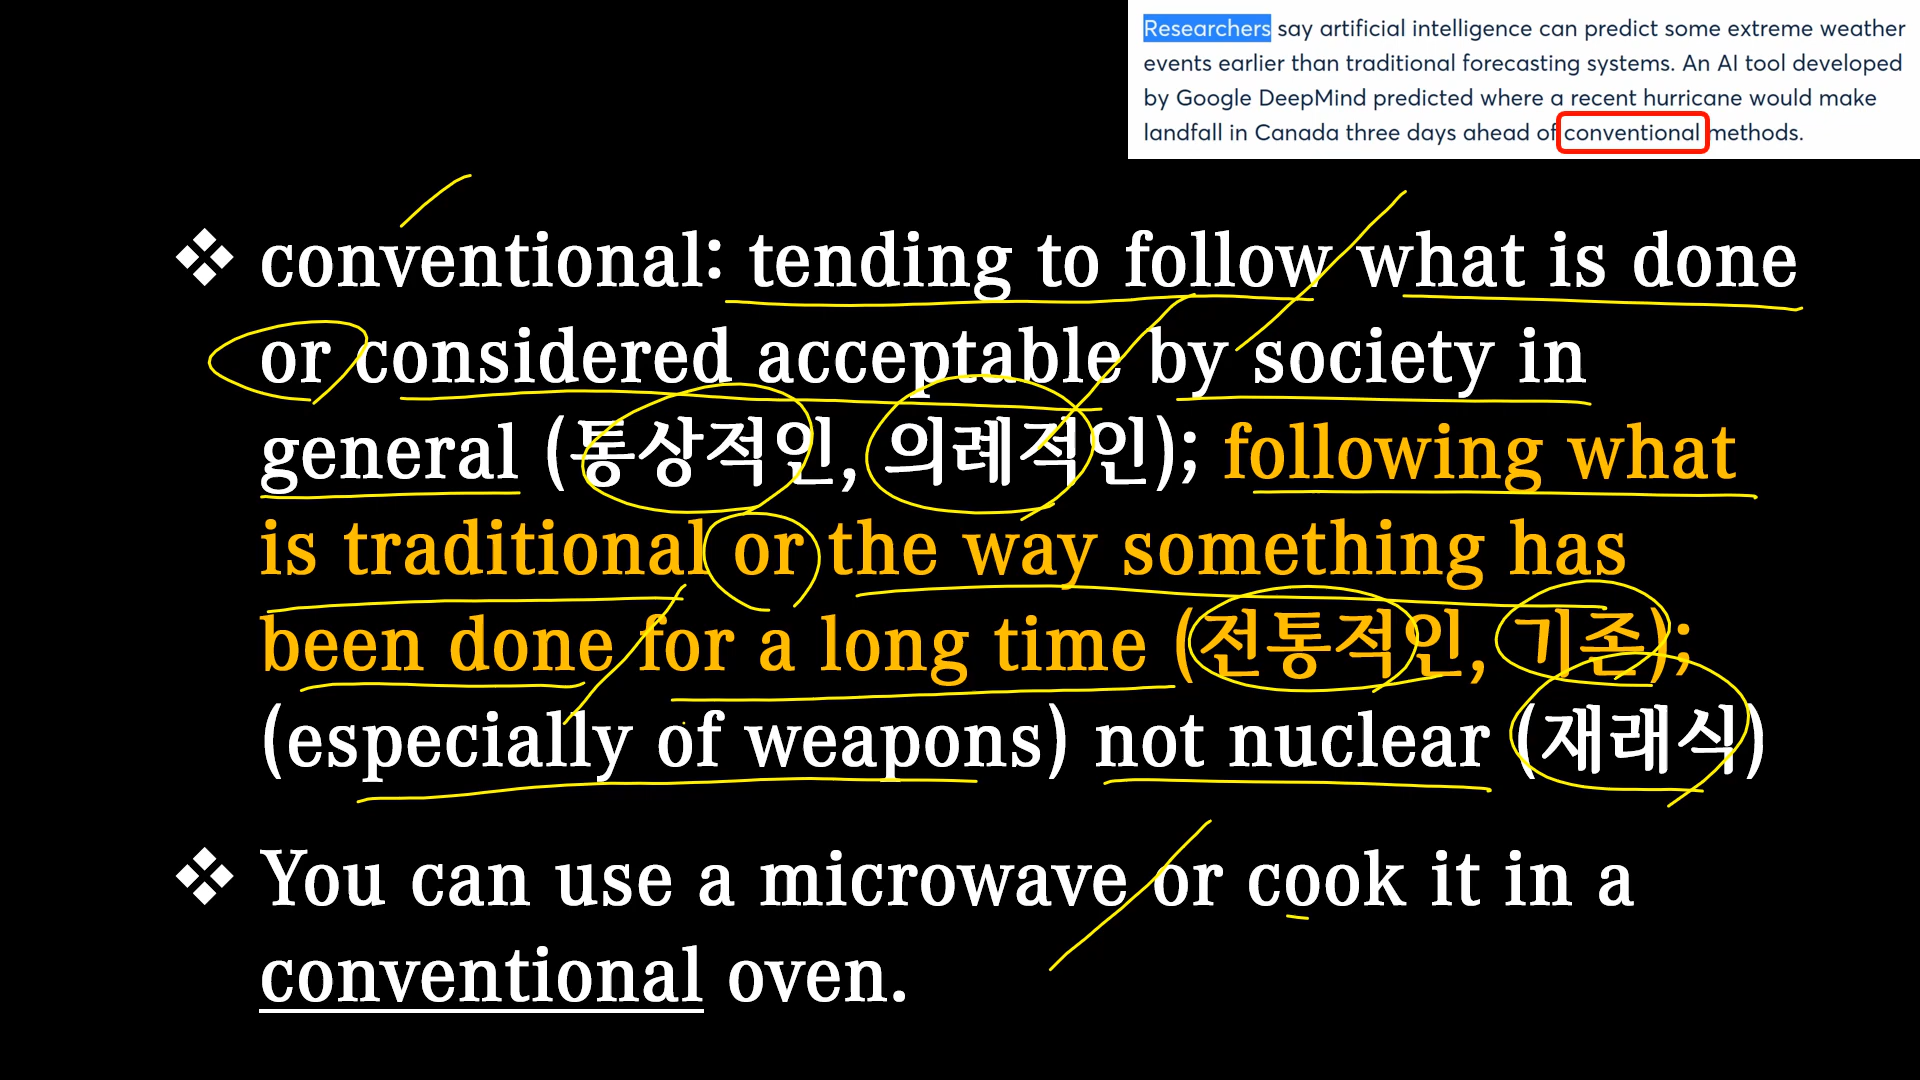 Researchers say artificial intelligence can predict some extreme weather
events earlier than traditional forecasting systems. An AI tool developed
by Google DeepMind predicted where a recent hurricane would make
landfall in Canada three days ahead of conventional methods.
❖ conventional: tending to follow what is done
or considered acceptable by society in
general (통상적인, 의례적인); following what
is traditional or the way something has
been done for a long time (전통적인, 기존);
(especially of weapons) not nuclear (재래식)
❖ You can use a microwave or cook it in a
conventional oven.